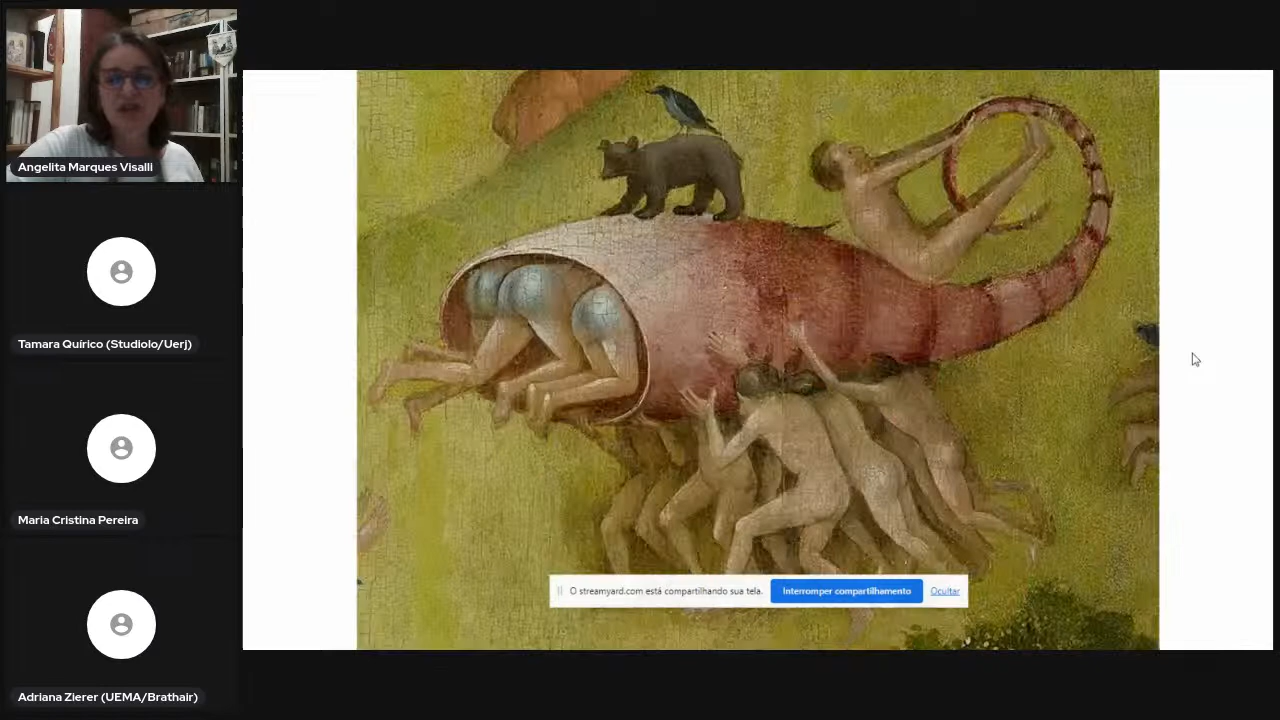 Angelita Marques Visalli
Tamara Quírico (Studiolo/Uerj)
Maria Cristina Pereira
Adriana Zierer (UEMA/Brathair)
O streamyard.com está compartilhando sua tela.
Interromper compartilhamento
Ocultar